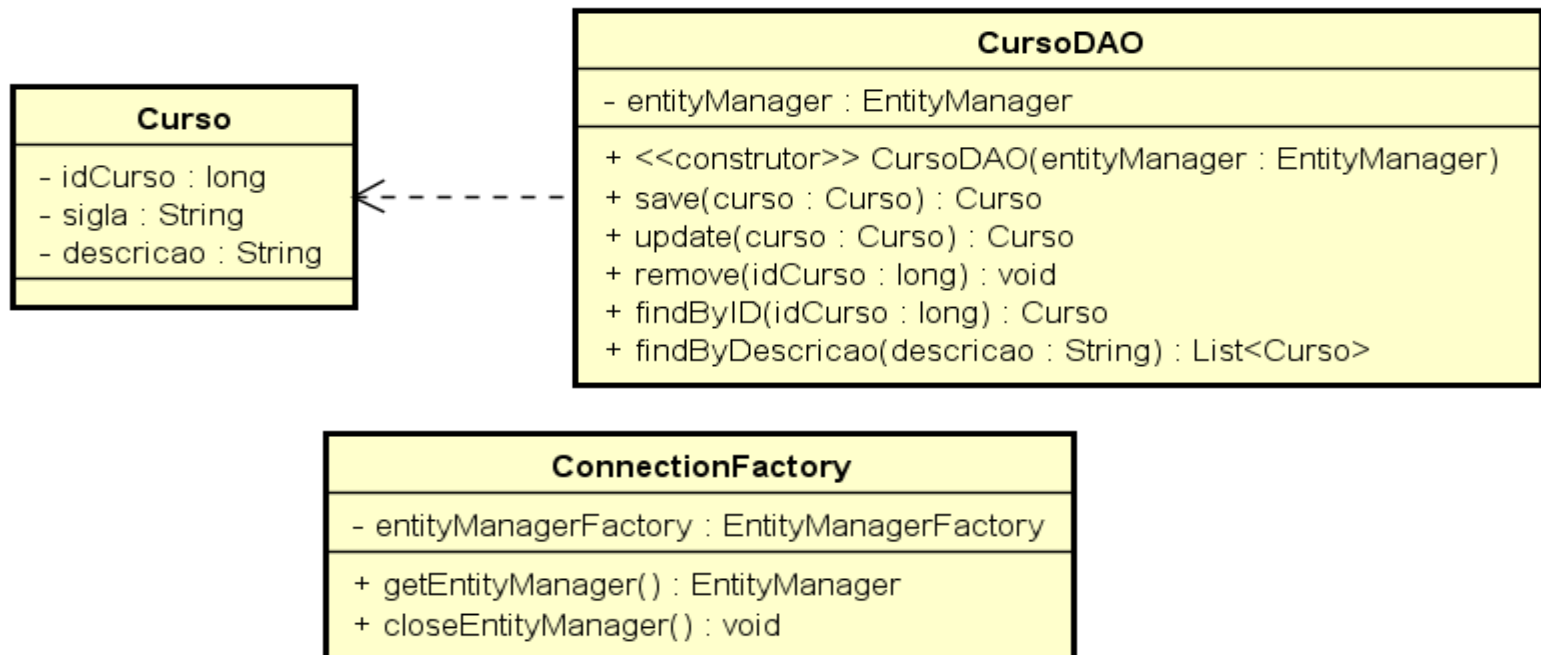 Curso
- idCurso : long
- sigla : String
- descricao : String
CursoDAO
- entityManager : EntityManager
+ <<construtor>> CursoDAO(entityManager : EntityManager)
+ save(curso : Curso) : Curso
+ update(curso : Curso) : Curso
+ remove(idCurso : long) : void
+ findByID(idCurso : long) : Curso
+ findByDescricao(descricao : String) : List<Curso>
ConnectionFactory
- entityManagerFactory : EntityManagerFactory
+ getEntityManager() : EntityManager
+ closeEntityManager() : void